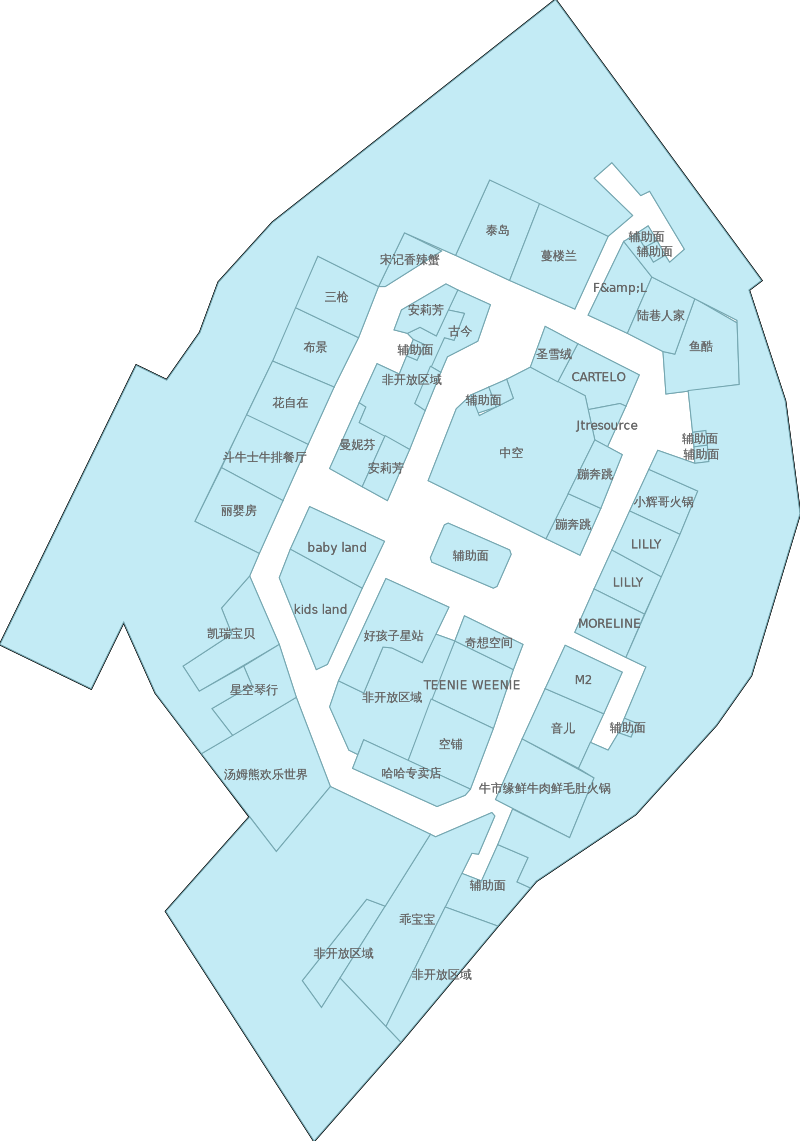 泰岛
辅助面
辅助面
蔓楼兰
宋记香辣蟹
F&amp;L
三枪
安莉芳
陆巷人家
古今
布景
辅助面
鱼酷
圣雪绒
非开放区域
CARTELO
辅助面
花自在
Jtresource
辅助面
曼妮芬
中空
辅助面
斗牛士牛排餐厅
安莉芳
蹦奔跳
小辉哥火锅
丽婴房
蹦奔跳
LILLY
baby land
辅助面
LILLY
kids land
MORELINE
凯瑞宝贝
好孩子星站
奇想空间
M2
星空琴行
TEENIE WEENIE
非开放区域
音儿
辅助面
空铺
汤姆熊欢乐世界
哈哈专卖店
牛市缘鲜牛肉鲜毛肚火锅
辅助面
乖宝宝
非开放区域
非开放区域